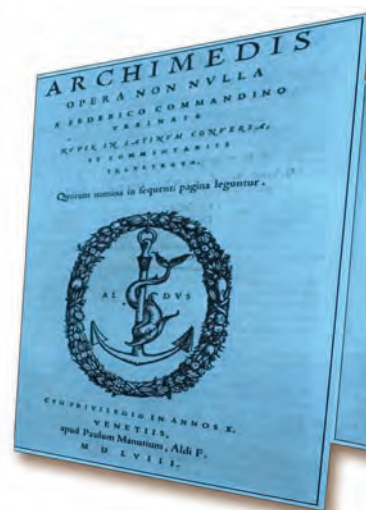 ARCHIMEDIS
OPERA NON NVLLA
A FEDERICO COMMANDINO
VRBINATE
NVPER IN LATINVM CONVERSA,
ET COMMENTARIIS
ILLVSTRATA.
Quorum nomina in sequenti pagina leguntur.
AL DVS
CVM PRIVILEGIO IN ANNOS X.
VENETIIS,
apud Paulum Manutium, Aldi F.
M D LVIII.